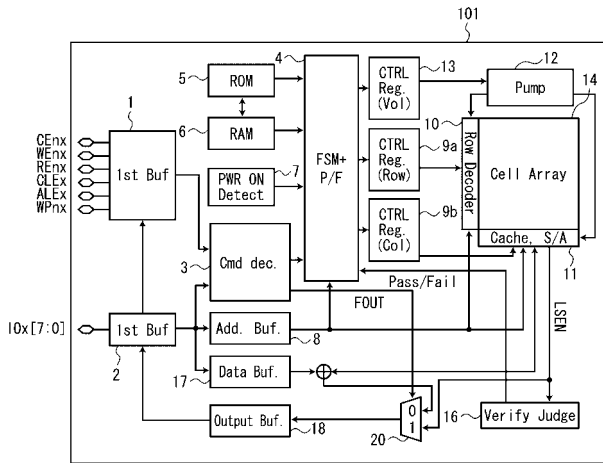 101
4
12
5
ROM
CTRL
Reg.
(Vol)
13
Pump
14
1
6
RAM
10
CEnx
WEnx
REnx
CLEx
ALEx
WPnx
1st Buf
FSM+
P/F
CTRL
Reg.
(Row)
9a
Row Decoder
Cell Array
PWR ON
Detect
7
CTRL
Reg.
(Col)
9b
Cache, S/A
3
Cmd dec.
Pass/Fail
11
FOUT
LSEN
IOx[7:0]
1st Buf
2
Add. Buf.
8
17
Data Buf.
Output Buf.
18
0
1
20
16
Verify Judge